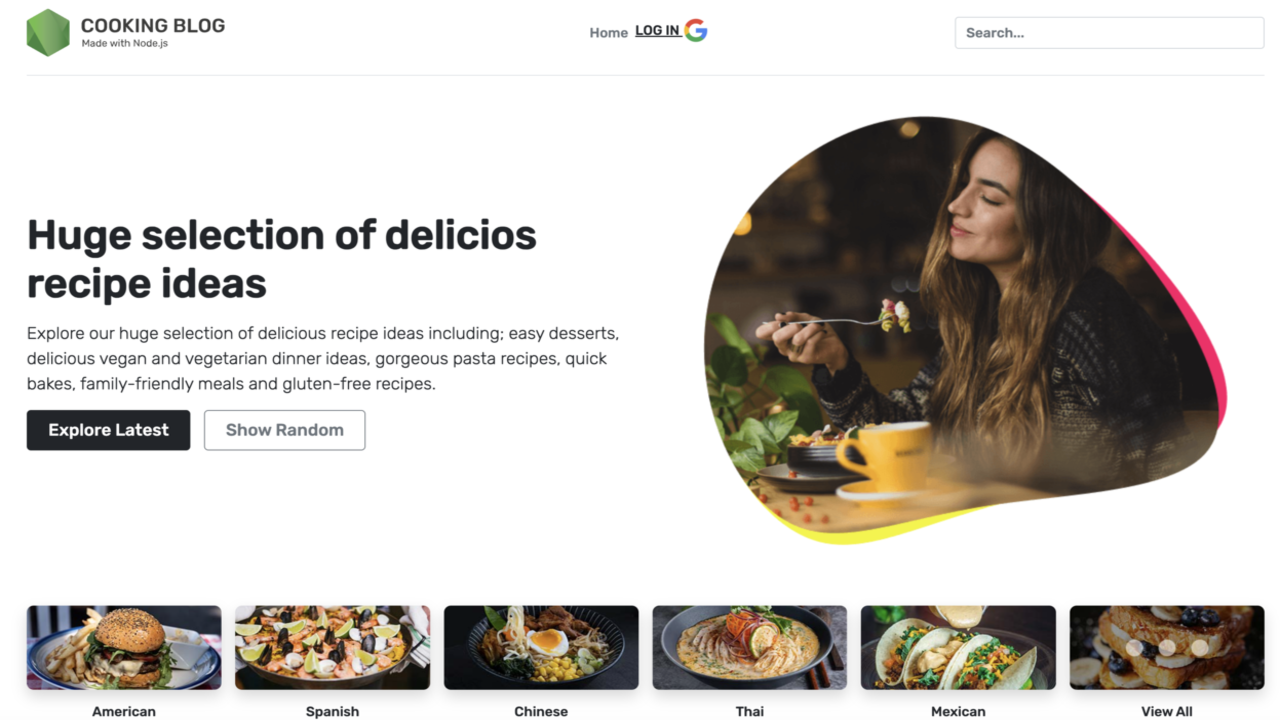 COOKING BLOG
Made with Node.js
Home LOG IN
Search...
Huge selection of delicios
recipe ideas
Explore our huge selection of delicious recipe ideas including; easy desserts,
delicious vegan and vegetarian dinner ideas, gorgeous pasta recipes, quick
bakes, family-friendly meals and gluten-free recipes.
Explore Latest Show Random
American Spanish Chinese Thai Mexican View All